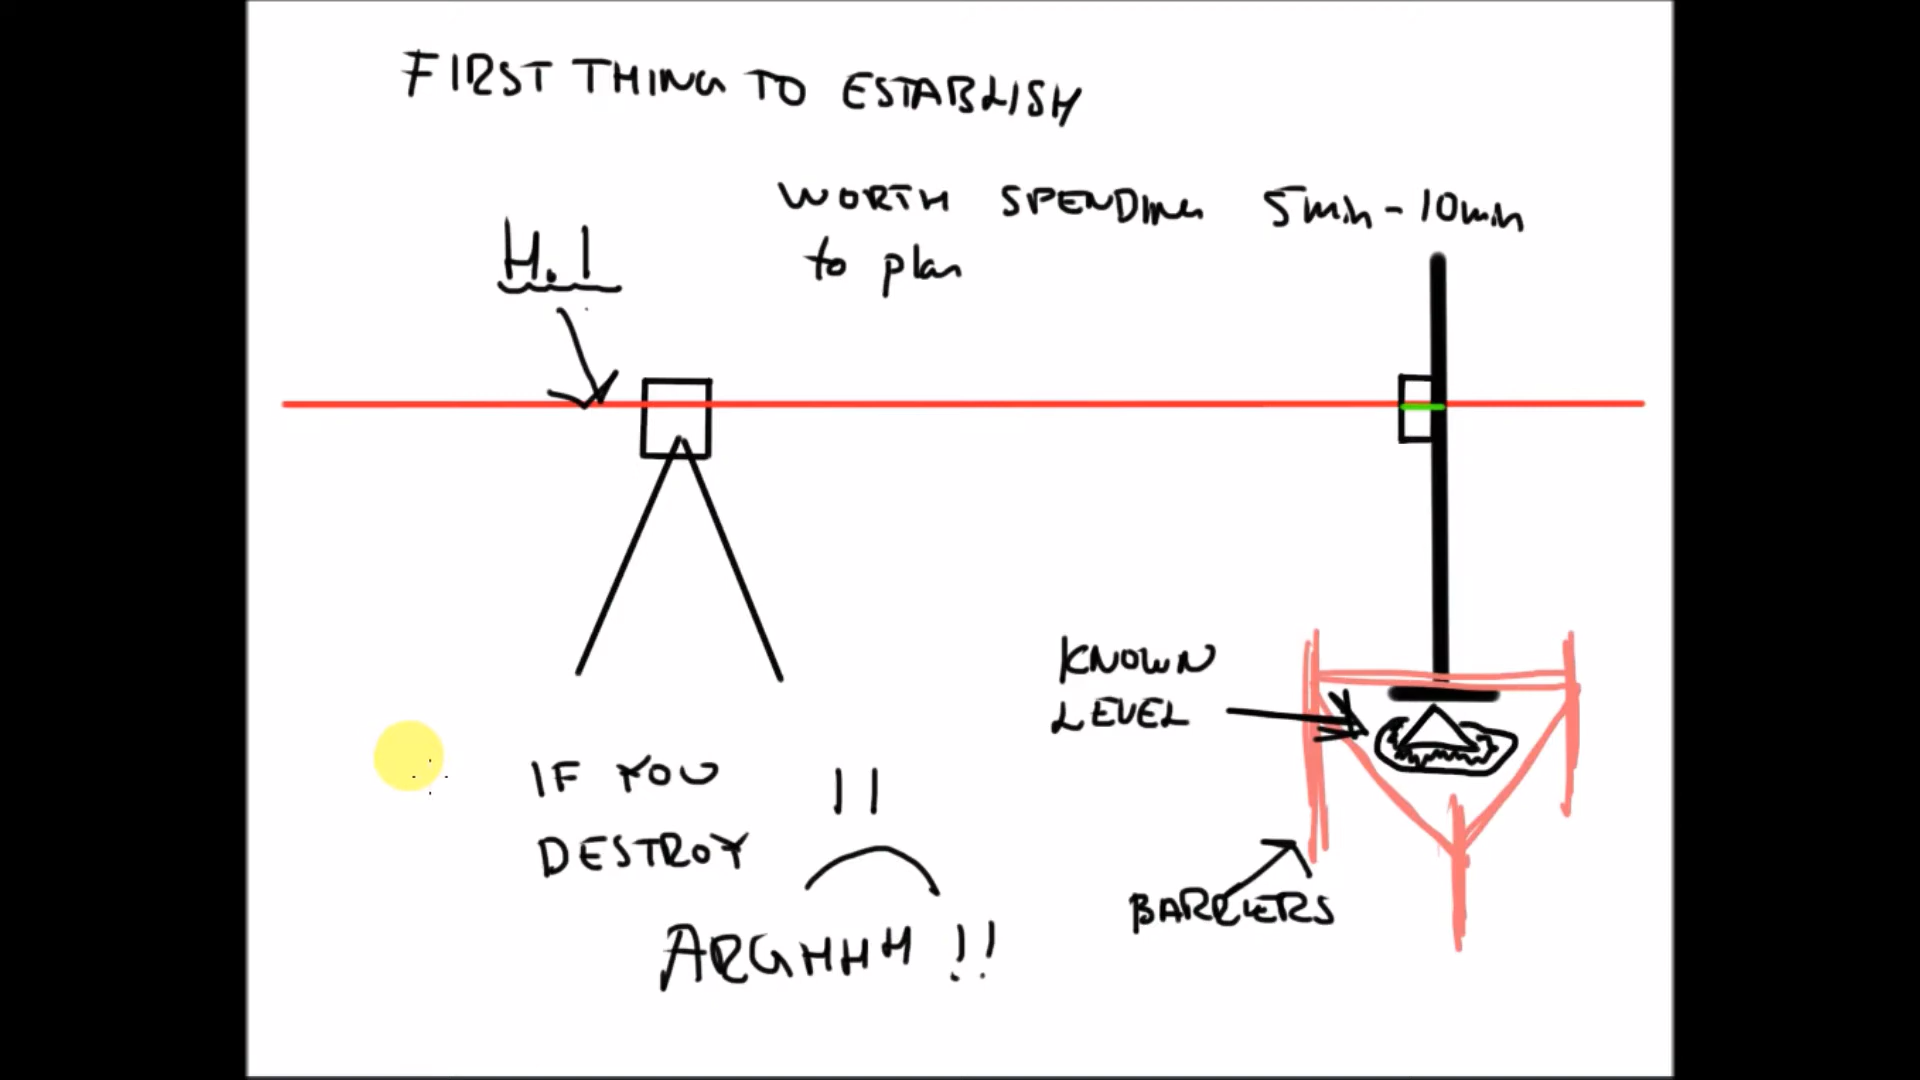 FIRST THING TO ESTABLISH
WORTH SPENDING 5min - 10min
to plan
H.I
KNOWN
LEVEL
IF YOU
DESTROY
BARRIERS
ARGHHH !!